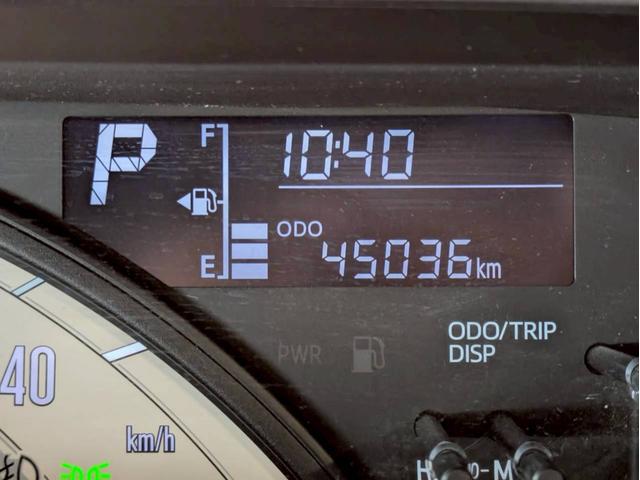 P
F
10:40
E
ODO
45036km
PWR
ODO/TRIP
DISP
40
km/h